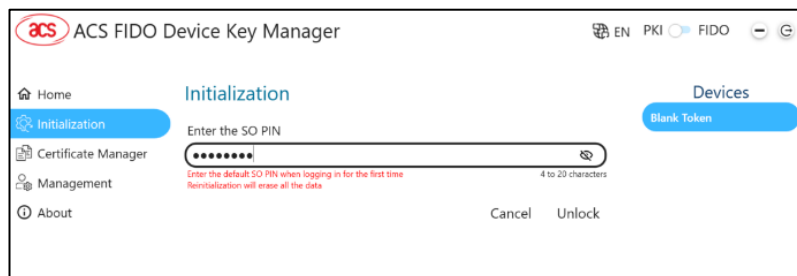 acs ACS FIDO Device Key Manager EN PKI FIDO
Home
Initialization
Certificate Manager
Management
About
Initialization
Enter the SO PIN
••••••••
Enter the default SO PIN when logging in for the first time
Reinitialization will erase all the data
4 to 20 characters
Cancel Unlock
Devices
Blank Token